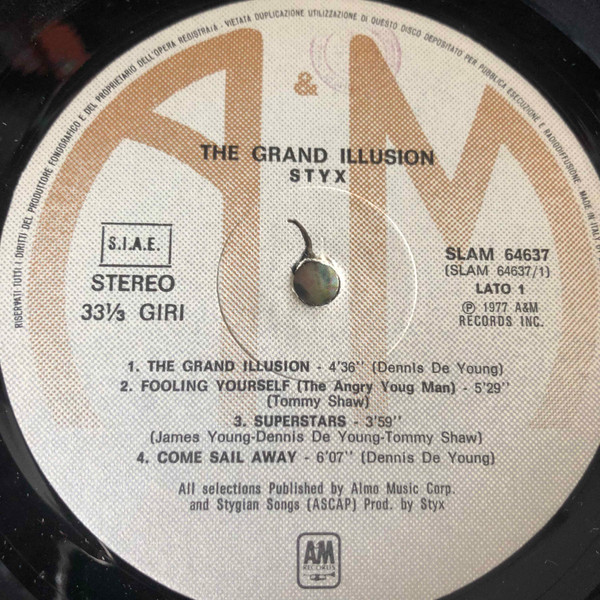 RISERVATI TUTTI I DIRITTI DEL PRODUTTORE FONOGRAFICO E DEL PROPRIETARIO DELL'OPERA REGISTRATA - VIETATA DUPLICAZIONE UTILIZZAZIONE DI QUESTO DISCO DEPOSITATO PER PUBBLICA ESECUZIONE E RADIODIFFUSIONE. MADE IN ITALY
A & M
THE GRAND ILLUSION
STYX
S.I.A.E.
STEREO
33⅓ GIRI
SLAM 64637
(SLAM 64637/1)
LATO 1
Ⓟ 1977 A&M
RECORDS INC.
1. THE GRAND ILLUSION - 4'36'' (Dennis De Young)
2. FOOLING YOURSELF (The Angry Youg Man) - 5'29''
(Tommy Shaw)
3. SUPERSTARS - 3'59''
(James Young-Dennis De Young-Tommy Shaw)
4. COME SAIL AWAY - 6'07'' (Dennis De Young)
All selections Published by Almo Music Corp.
and Stygian Songs (ASCAP) Prod. by Styx
AM
RECORDS